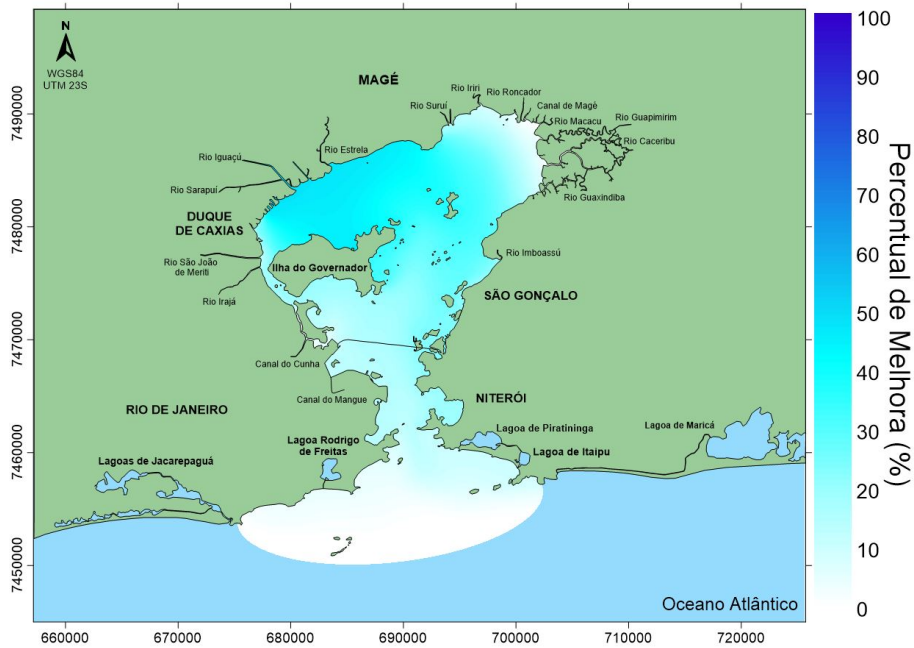 N
WGS84
UTM 23S
MAGÉ
Rio Iriri
Rio Roncador
Rio Suruí
Canal de Magè
Rio Macacu
Rio Guapimirim
Rio Caceribu
Rio Estrela
Rio Iguaçù
Rio Sarapuí
Rio Guaxindiba
DUQUE
DE CAXIAS
Rio São João
de Meriti
Ilha do Governador
Rio Imboassú
Rio Irajá
SÃO GONÇALO
Canal do Cunha
Canal do Mangue
RIO DE JANEIRO
NITERÓI
Lagoa de Piratininga
Lagoa de Maricá
Lagoa Rodrigo
de Freitas
Lagoa de Itaipu
Lagoas de Jacarepaguá
Oceano Atlântico
7490000
7480000
7470000
7460000
7450000
660000
670000
680000
690000
700000
710000
720000
100
90
80
70
60
50
40
30
20
10
0
Percentual de Melhora (%)